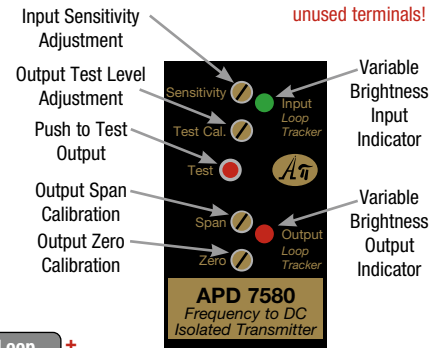 unused terminals!
Input Sensitivity
Adjustment
Output Test Level
Adjustment
Push to Test
Output
Output Span
Calibration
Output Zero
Calibration
Sensitivity
Input
Loop
Tracker
Test Cal.
Test
Span
Output
Loop
Tracker
Zero
APD 7580
Frequency to DC
Isolated Transmitter
Variable
Brightness
Input
Indicator
Variable
Brightness
Output
Indicator
+